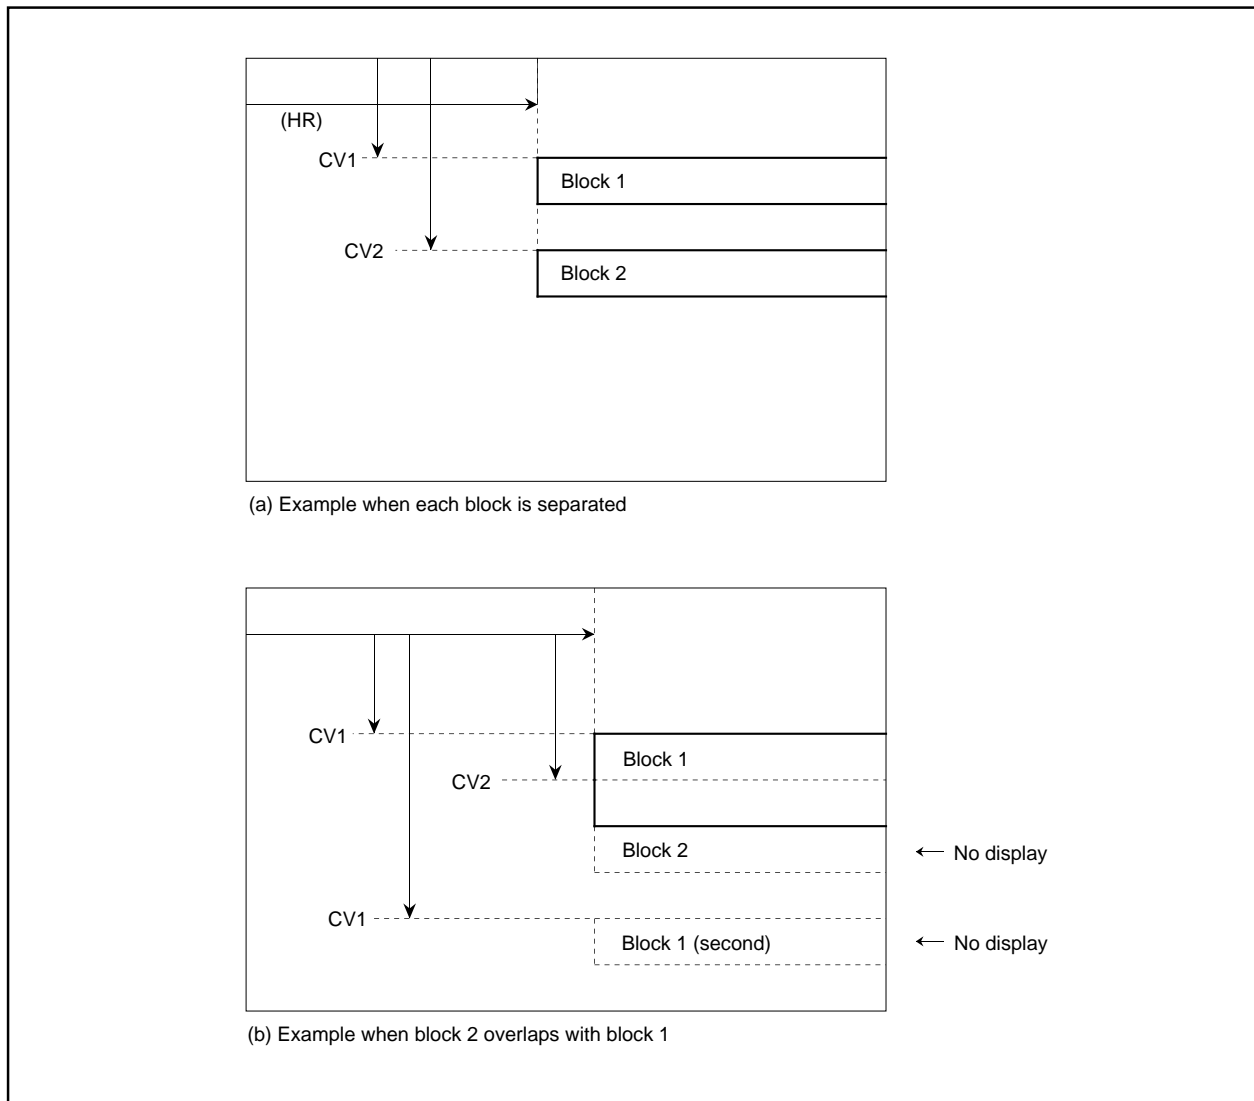 (HR)
CV1
Block 1
CV2
Block 2
(a) Example when each block is separated
CV1
Block 1
CV2
Block 2
No display
CV1
Block 1 (second)
No display
(b) Example when block 2 overlaps with block 1